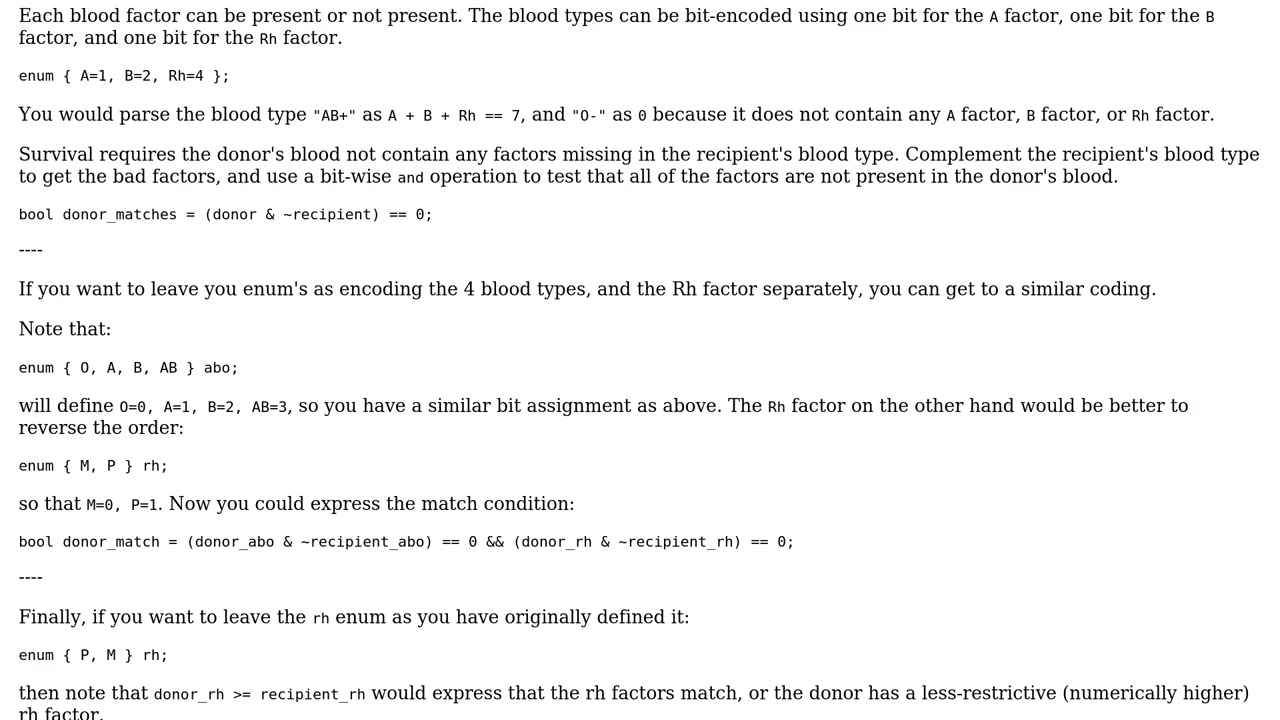 Each blood factor can be present or not present. The blood types can be bit-encoded using one bit for the A factor, one bit for the B
factor, and one bit for the Rh factor.
enum { A=1, B=2, Rh=4 };
You would parse the blood type "AB+" as A + B + Rh == 7, and "O-" as 0 because it does not contain any A factor, B factor, or Rh factor.
Survival requires the donor's blood not contain any factors missing in the recipient's blood type. Complement the recipient's blood type
to get the bad factors, and use a bit-wise and operation to test that all of the factors are not present in the donor's blood.
bool donor_matches = (donor & ~recipient) == 0;
----
If you want to leave you enum's as encoding the 4 blood types, and the Rh factor separately, you can get to a similar coding.
Note that:
enum { O, A, B, AB } abo;
will define O=0, A=1, B=2, AB=3, so you have a similar bit assignment as above. The Rh factor on the other hand would be better to
reverse the order:
enum { M, P } rh;
so that M=0, P=1. Now you could express the match condition:
bool donor_match = (donor_abo & ~recipient_abo) == 0 && (donor_rh & ~recipient_rh) == 0;
----
Finally, if you want to leave the rh enum as you have originally defined it:
enum { P, M } rh;
then note that donor_rh >= recipient_rh would express that the rh factors match, or the donor has a less-restrictive (numerically higher)
rh factor.